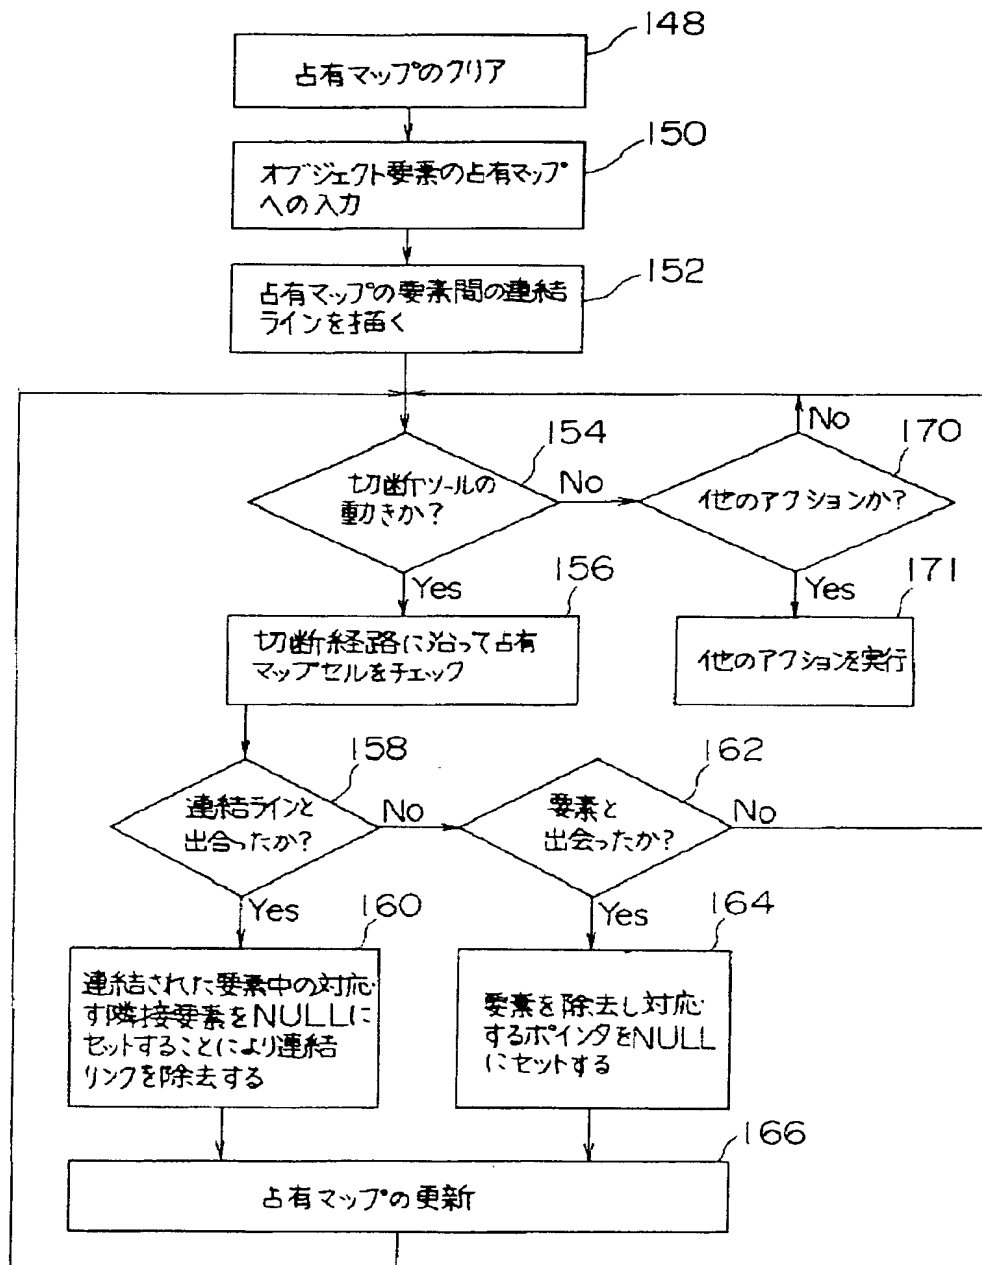 148
占有マップのクリア
150
オブジェクト要素の占有マップ
への入力
152
占有マップの要素間の連結
ラインを描く
154
切断ツールの
動きか?
No
Yes
No
170
他のアクションか?
Yes
171
他のアクションを実行
156
切断経路に沿って占有
マップセルをチェック
158
連結ラインと
出合ったか?
No
Yes
162
要素と
出会ったか?
No
Yes
160
連結された要素中の対応
す隣接要素をNULLに
セットすることにより連結
リンクを除去する
164
要素を除去し対応
するポインタをNULL
にセットする
166
占有マップの更新